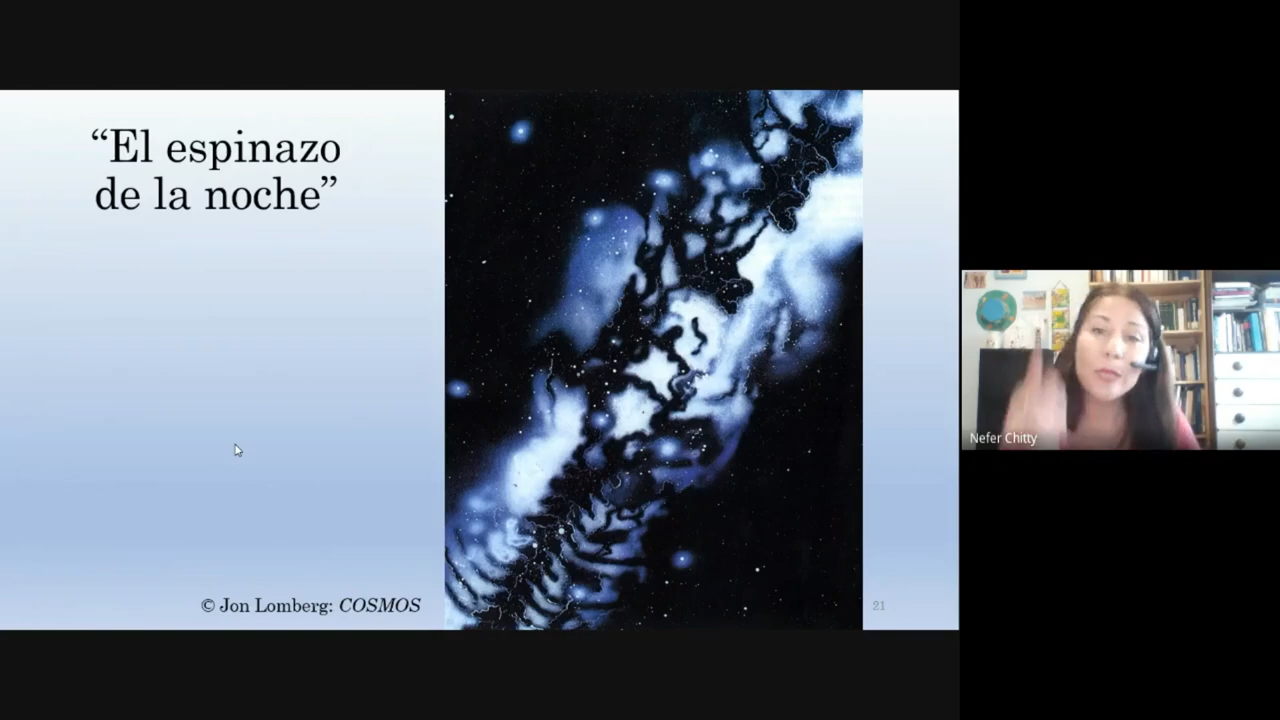 “El espinazo
de la noche”
© Jon Lomberg: COSMOS
21
Nefer Chitty